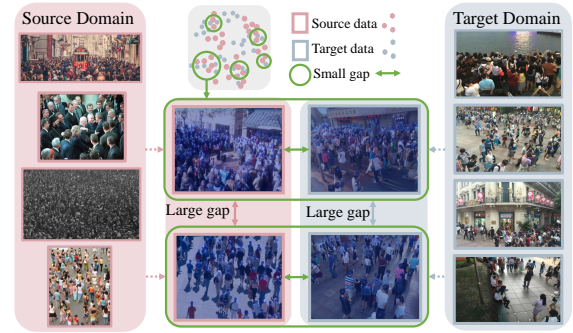 Source Domain
Source data
Target data
Small gap
Target Domain
Large gap
Large gap